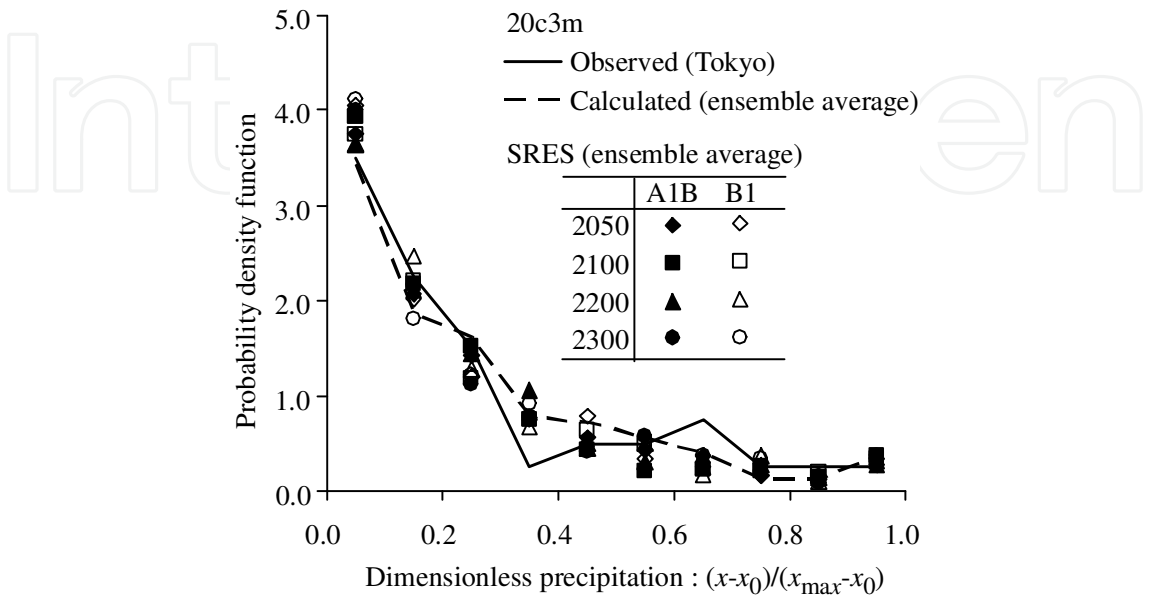 20c3m
Observed (Tokyo)
Calculated (ensemble average)
SRES (ensemble average)
A1B B1
2050
2100
2200
2300
Probability density function
5.0
4.0
3.0
2.0
1.0
0.0
0.0 0.2 0.4 0.6 0.8 1.0
Dimensionless precipitation : (x-x0)/(xmax-x0)